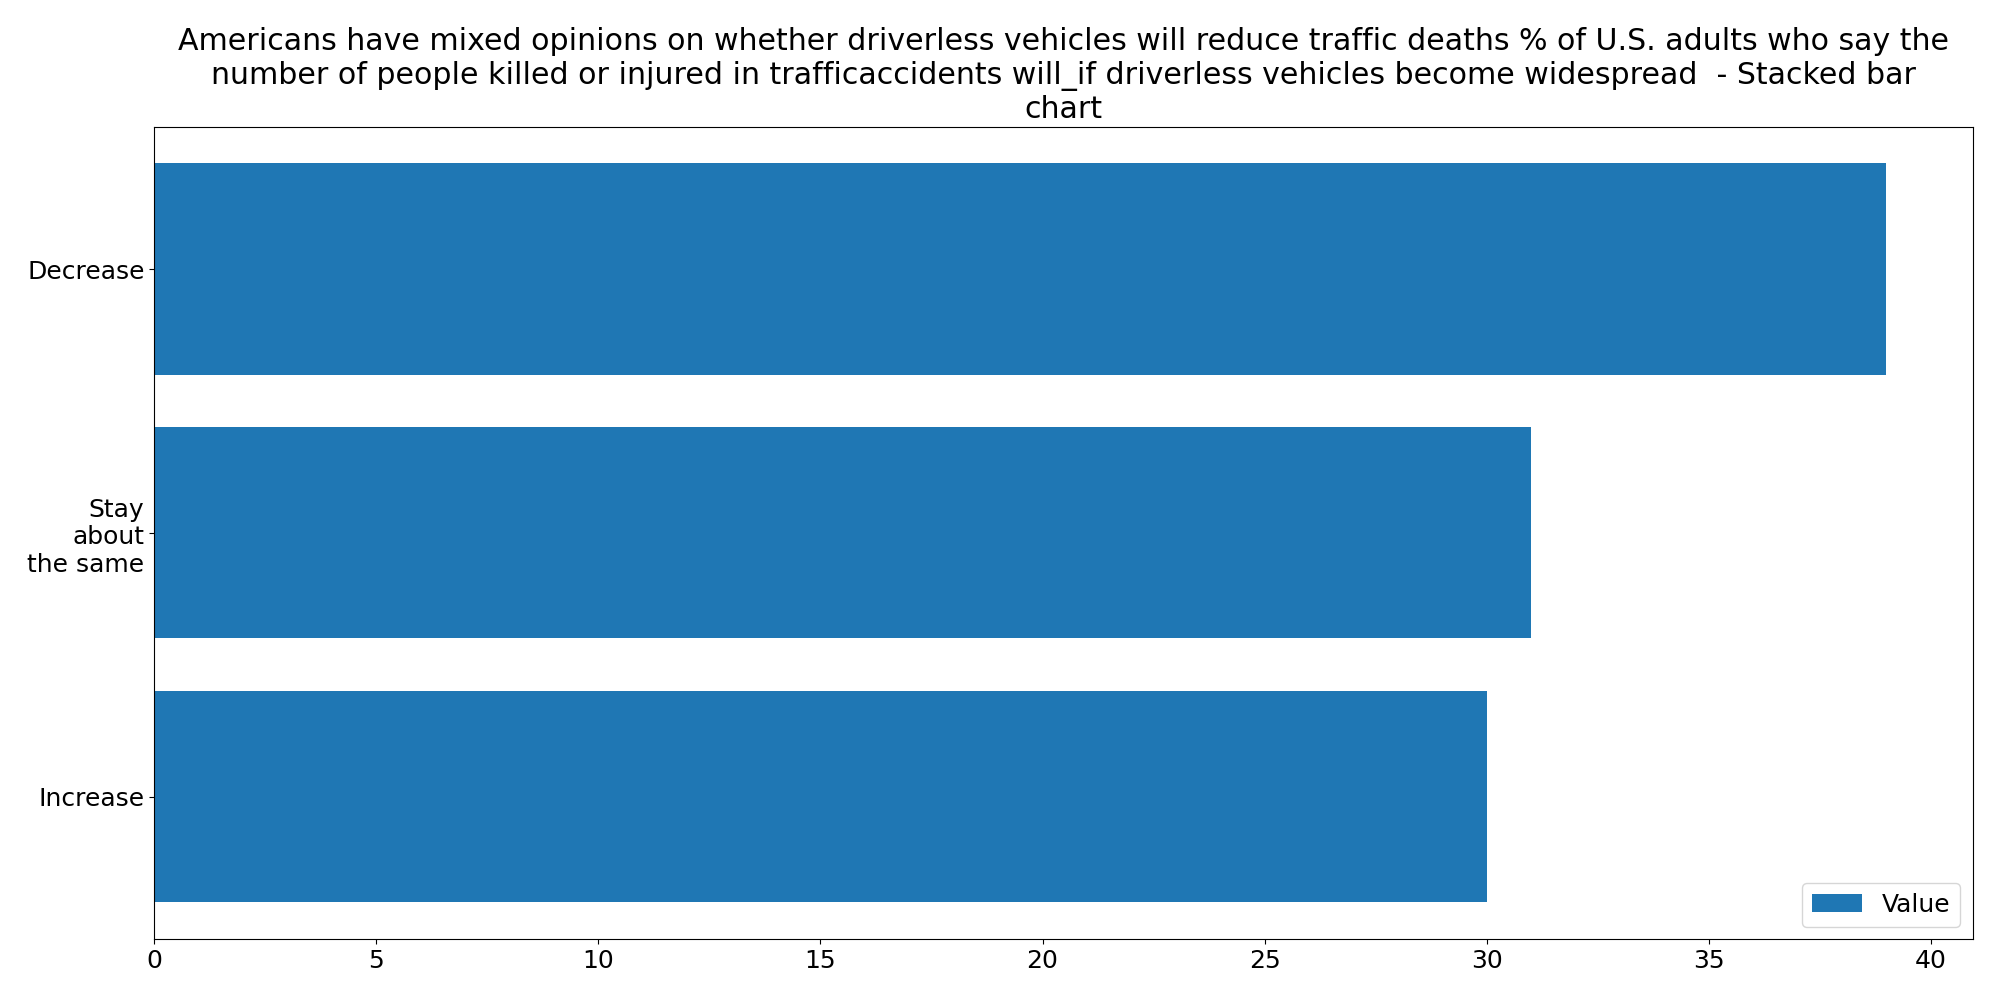 Americans have mixed opinions on whether driverless vehicles will reduce traffic deaths % of U.S. adults who say the
number of people killed or injured in trafficaccidents will_if driverless vehicles become widespread  - Stacked bar
chart
Decrease
Stay
about
the same
Increase
Value
0 5 10 15 20 25 30 35 40